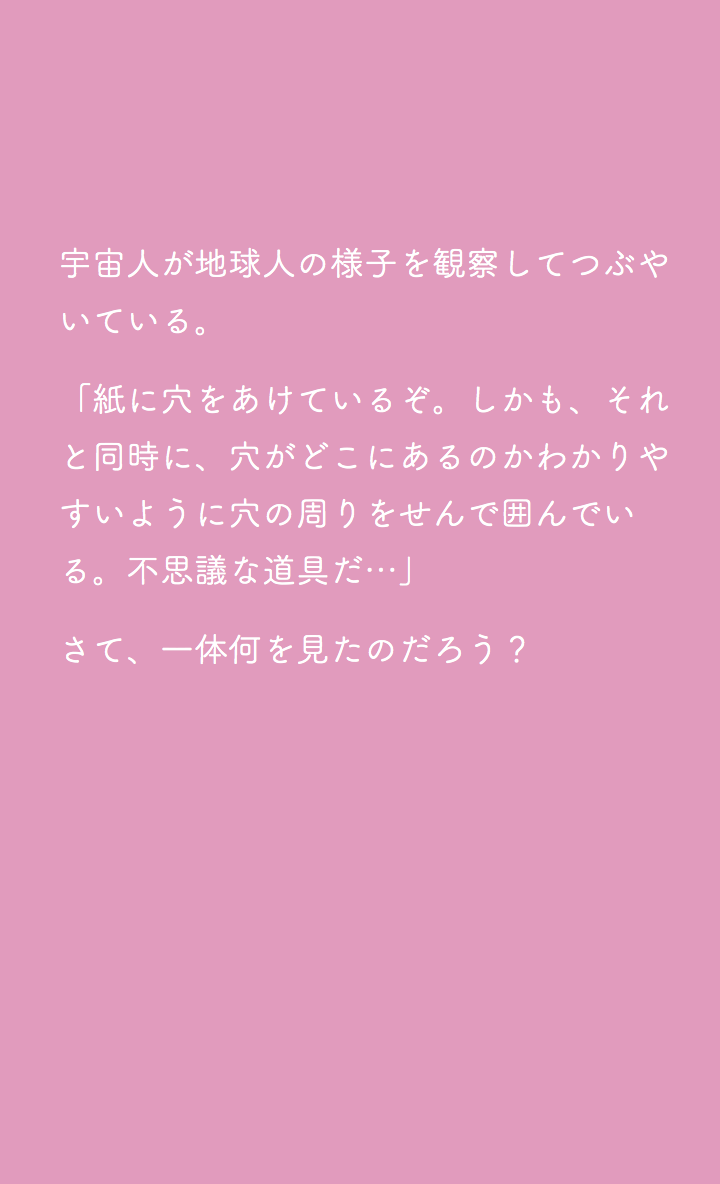 宇宙人が地球人の様子を観察してつぶや
いている。
「紙に穴をあけているぞ。しかも、それ
と同時に、穴がどこにあるのかわかりや
すいように穴の周りをせんで囲んでい
る。不思議な道具だ…」
さて、一体何を見たのだろう？